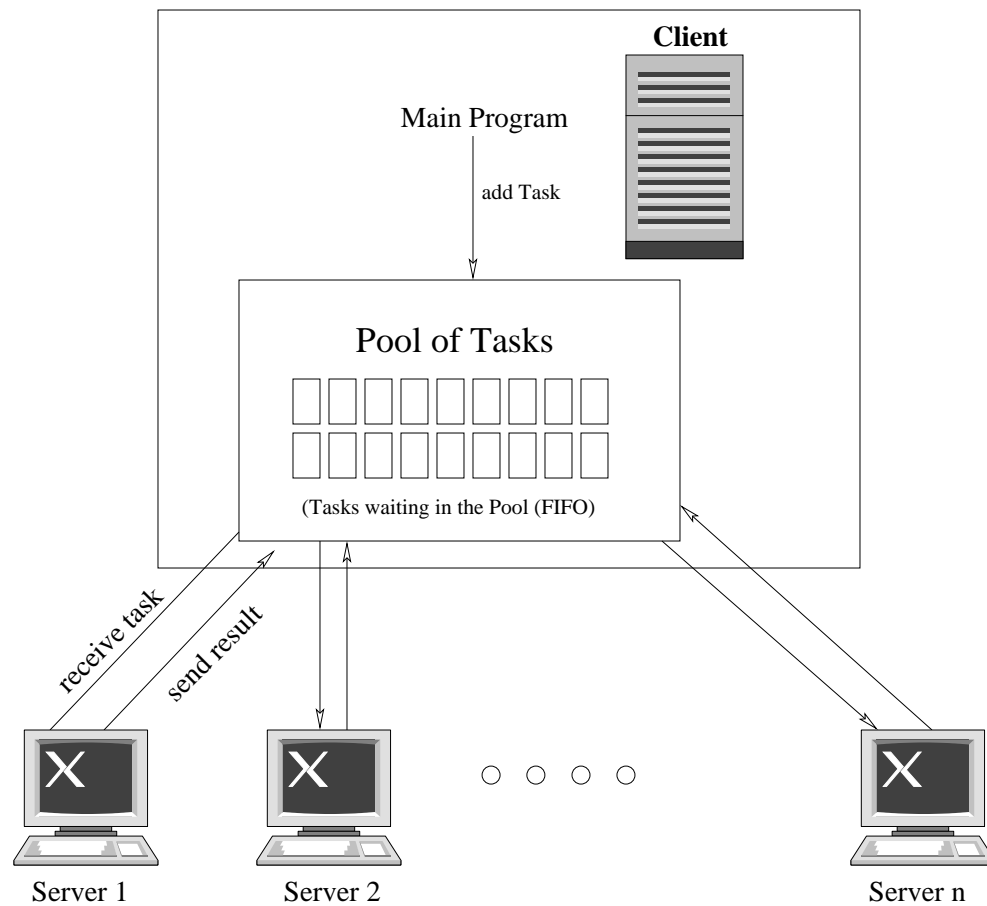 Client
Main Program
add Task
Pool of Tasks
(Tasks waiting in the Pool (FIFO)
receive task
send result
X
X
X
Server 1
Server 2
Server n